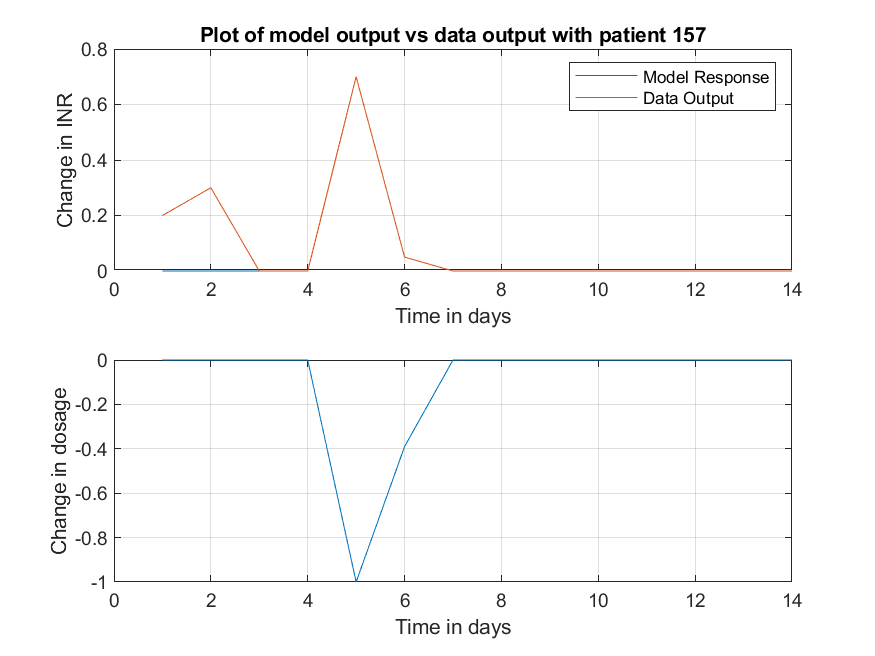 Plot of model output vs data output with patient 157
Change in INR
0.8
0.6
0.4
0.2
0
Model Response
Data Output
0 2 4 6 8 10 12 14
Time in days
Change in dosage
0
-0.2
-0.4
-0.6
-0.8
-1
0 2 4 6 8 10 12 14
Time in days